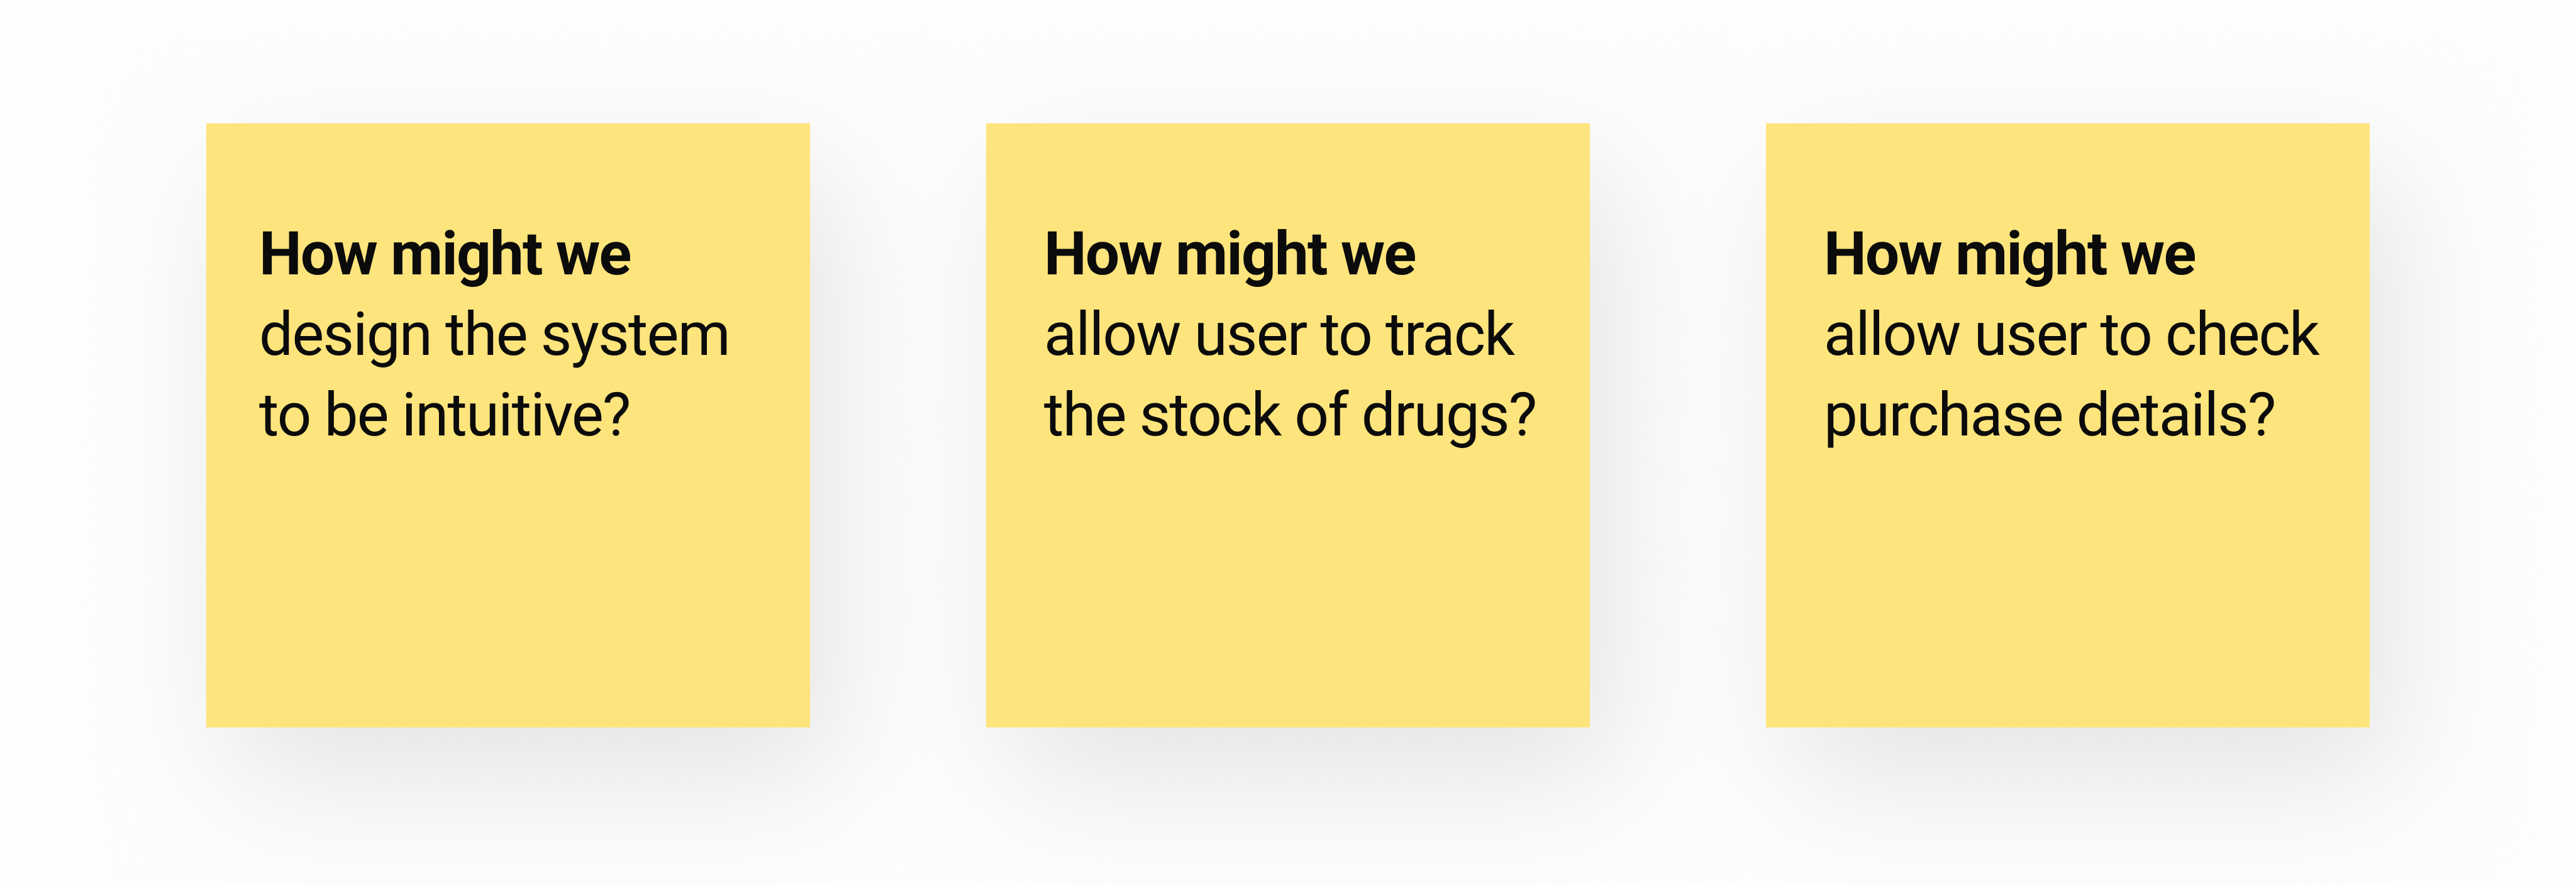 How might we
design the system
to be intuitive?
How might we
allow user to track
the stock of drugs?
How might we
allow user to check
purchase details?